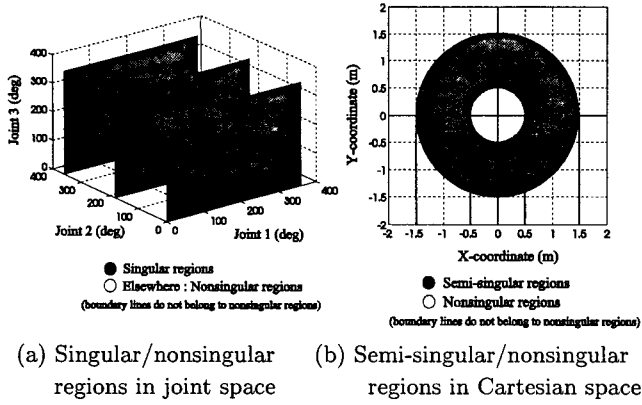 400
300
200
100
0
400
300
200
100
0
0
100
200
300
400
Joint 3 (deg)
Joint 2 (deg)
Joint 1 (deg)
Singular regions
Elsewhere : Nonsingular regions
(boundary lines do not belong to nonsingular regions)
(a) Singular/nonsingular
regions in joint space
2
1.5
1
0.5
0
-0.5
-1
-1.5
-2
-2 -1.5 -1 -0.5 0 0.5 1 1.5 2
Y-coordinate (m)
X-coordinate (m)
Semi-singular regions
Nonsingular regions
(boundary lines do not belong to nonsingular regions)
(b) Semi-singular/nonsingular
regions in Cartesian space